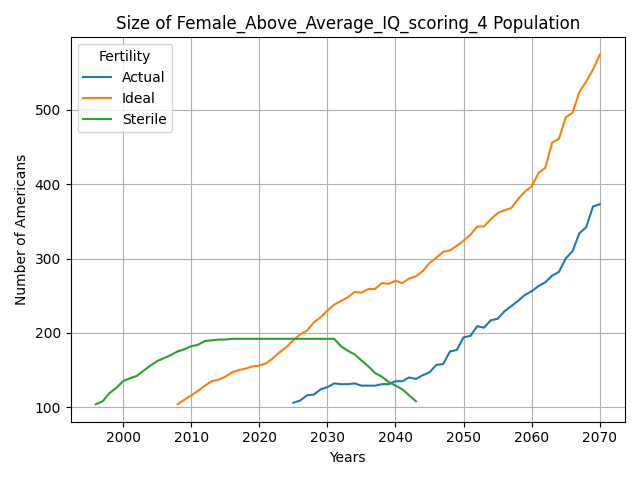 Size of Female_Above_Average_IQ_scoring_4 Population
Fertility
Actual
Ideal
Sterile
Number of Americans
500
400
300
200
100
2000 2010 2020 2030 2040 2050 2060 2070
Years